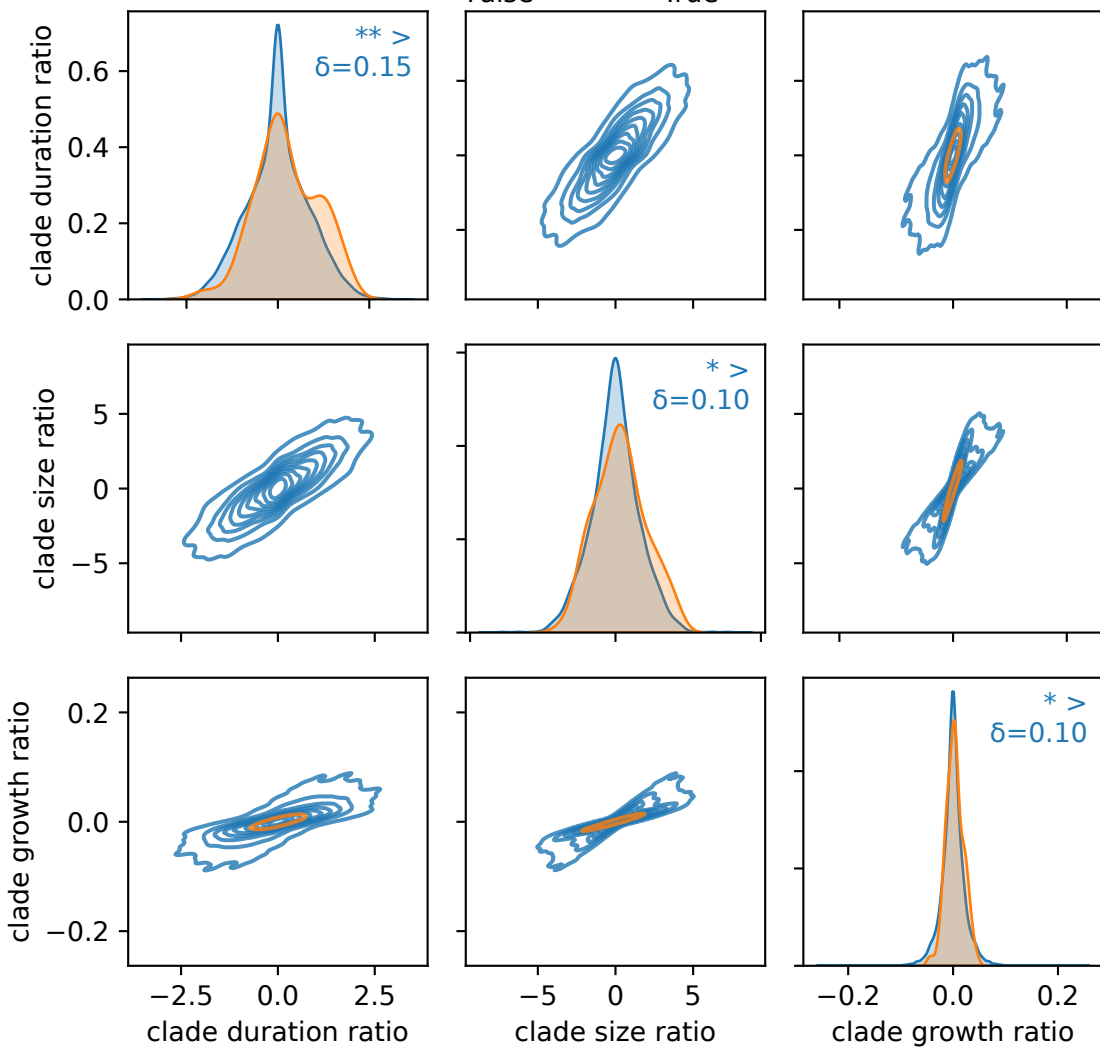 raise True
clade duration ratio
0.6
0.4
0.2
0.0
** >
δ=0.15
clade size ratio
5
0
−5
* >
δ=0.10
clade growth ratio
0.2
0.0
−0.2
* >
δ=0.10
−2.5 0.0 2.5
−5 0 5
−0.2 0.0 0.2
clade duration ratio
clade size ratio
clade growth ratio